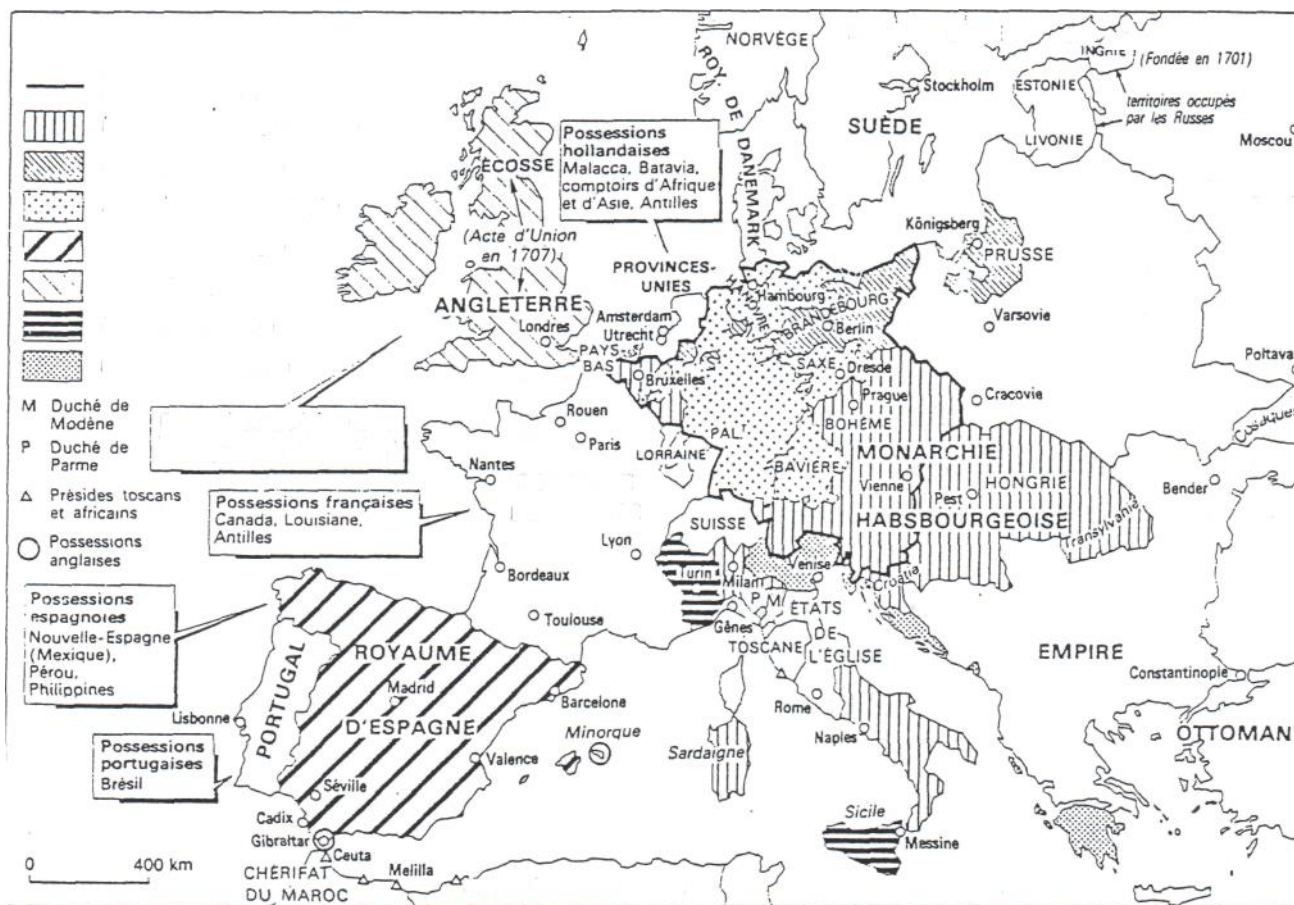 NORVÈGE
ROY. DE DANEMARK
Stockholm
SUÈDE
INGRIE
(Fondée en 1701)
ESTONIE
territoires occupés
par les Russes
LIVONIE
Moscou
Possessions
hollandaises
Malacca, Batavia,
comptoirs d'Afrique
et d'Asie, Antilles
ÉCOSSE
(Acte d'Union
en 1707)
ANGLETERRE
Londres
PROVINCES-
UNIES
Amsterdam
Utrecht
PAYS
BAS
Bruxelles
HANOVRE
Hambourg
BRANDEBOURG
Berlin
Königsberg
PRUSSE
Varsovie
SAXE
Dresde
Prague
BOHÊME
Cracovie
Poltava
Cosaques
M Duché de
Modène
P Duché de
Parme
Présides toscans
et africains
Possessions
anglaises
Rouen
Paris
Nantes
LORRAINE
PAL.
BAVIÈRE
MONARCHIE
Vienne
Pest
HONGRIE
HABSBOURGEOISE
Transylvanie
Bender
Possessions françaises
Canada, Louisiane,
Antilles
SUISSE
Lyon
Bordeaux
Toulouse
Turin
Milan
Venise
Croatia
P
M
Gênes
ÉTATS
DE
L'ÉGLISE
TOSCANE
Rome
Naples
EMPIRE
OTTOMAN
Constantinople
Possessions
espagnoles
Nouvelle-Espagne
(Mexique),
Pérou,
Philippines
ROYAUME
D'ESPAGNE
Madrid
Barcelone
PORTUGAL
Lisbonne
Minorque
Valence
Sardaigne
Possessions
portugaises
Brésil
Séville
Cadix
Gibraltar
Ceuta
Melilla
CHÉRIFAT
DU MAROC
Sicile
Messine
0 400 km